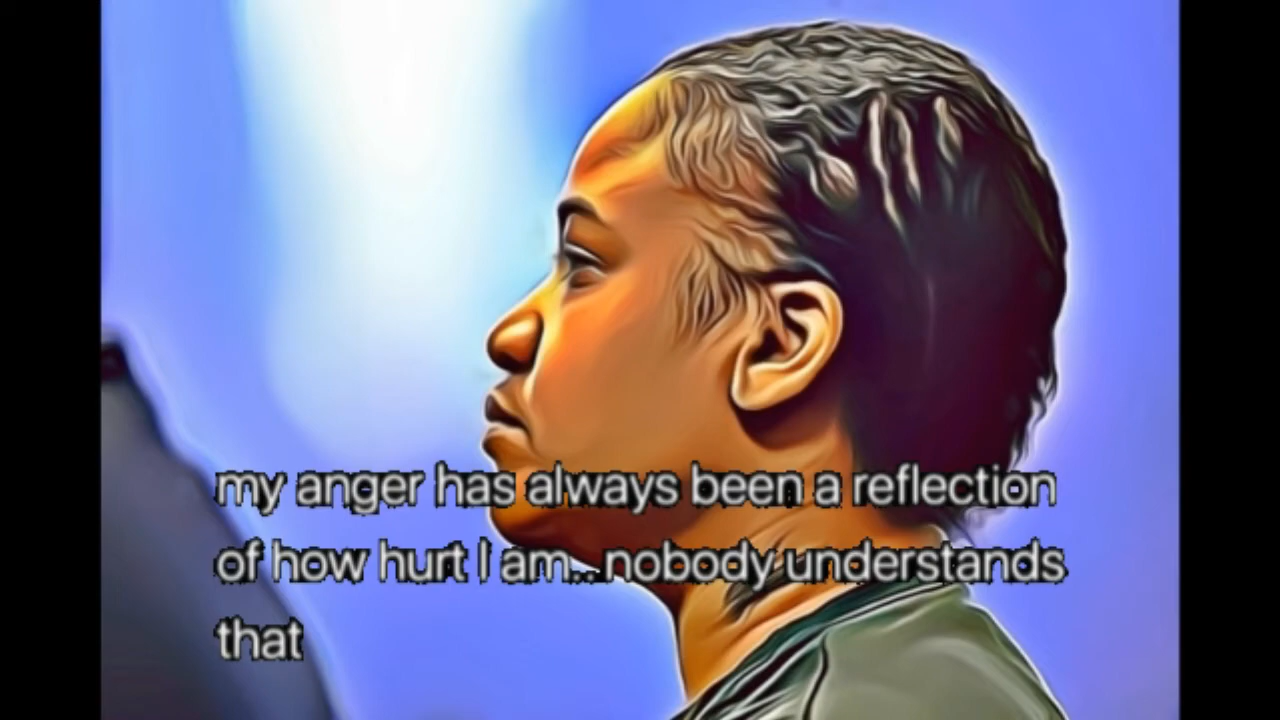 my anger has always been a reflection
of how hurt I am...nobody understands
that